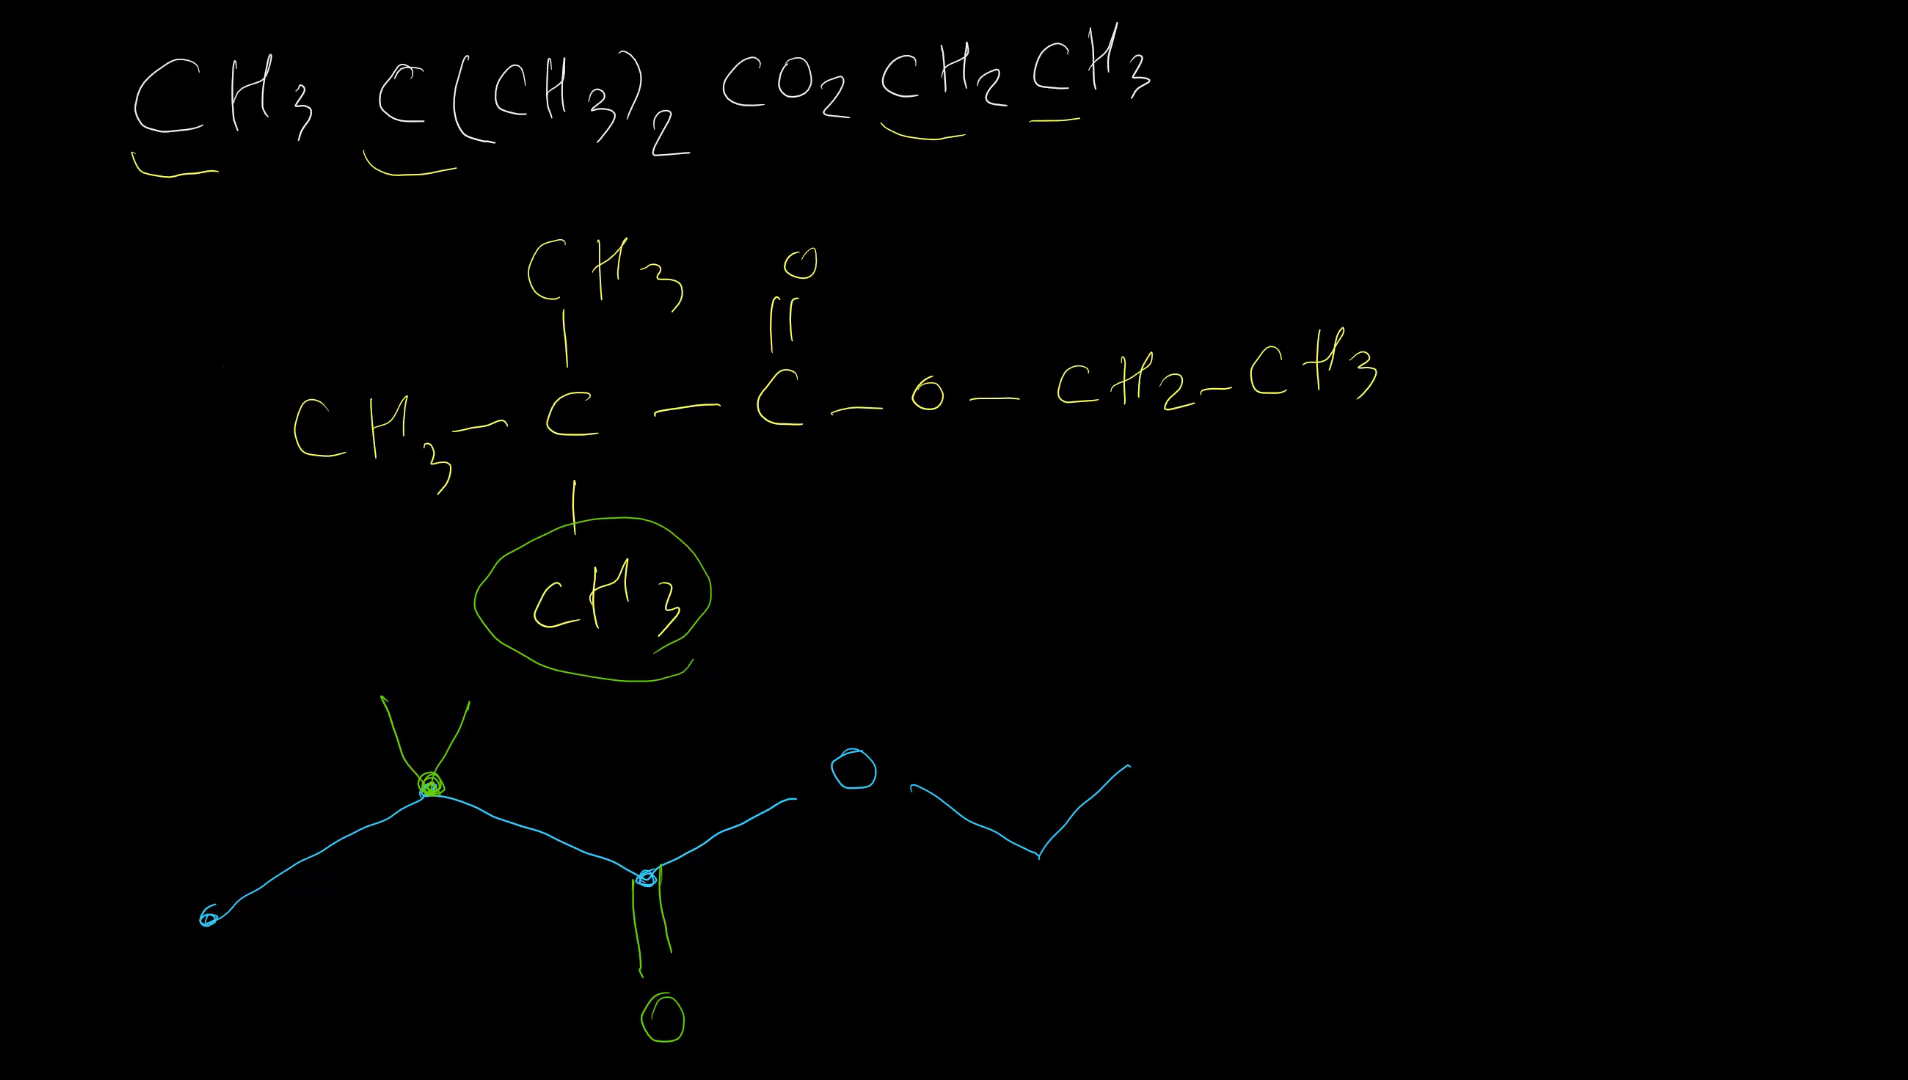 CH3 C(CH3)2 CO2 CH2 CH3
CH3 O
CH3 - C - C - O - CH2 - CH3
CH3
O
O